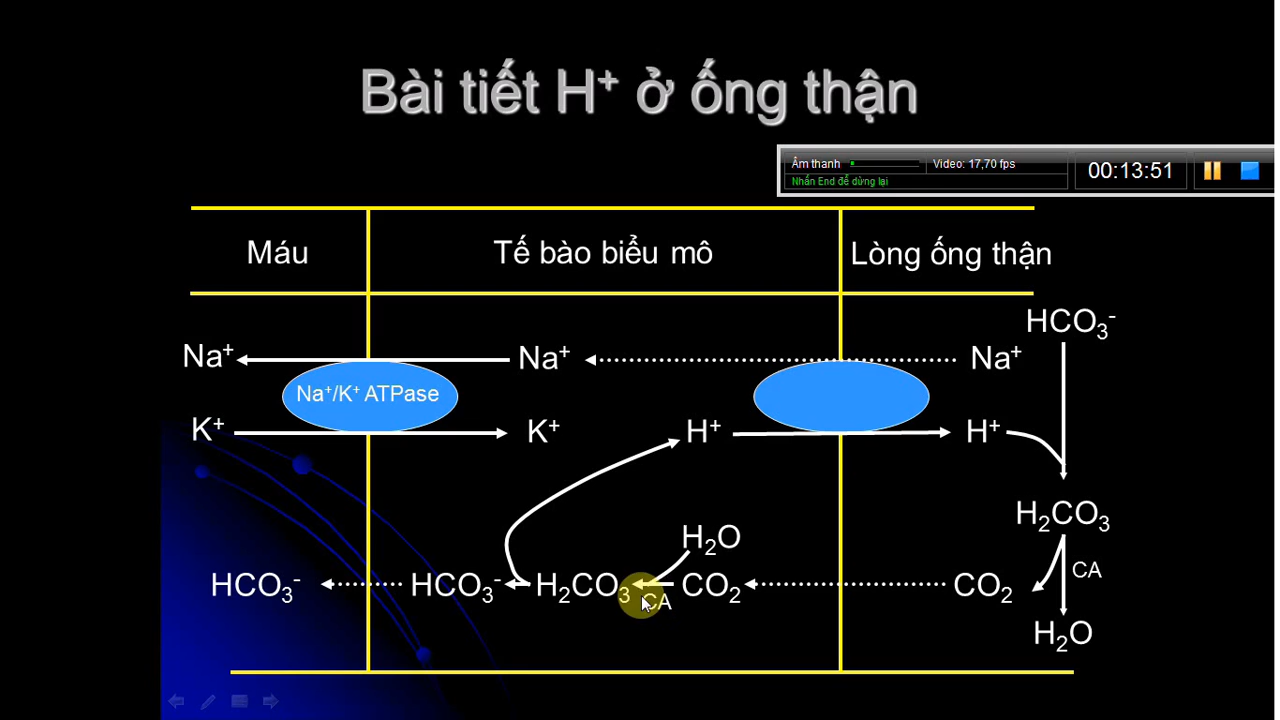 Bài tiết H⁺ ở ống thận
Âm thanh Video: 17,70 fps
00:13:51
Nhấn End để dừng lại
Máu Tế bào biểu mô Lòng ống thận
HCO₃⁻
Na⁺ Na⁺ Na⁺
Na⁺/K⁺ ATPase
K⁺ K⁺ H⁺ H⁺
H₂CO₃
H₂O
CA
HCO₃⁻ HCO₃⁻ H₂CO₃ CO₂ CO₂
CA
H₂O